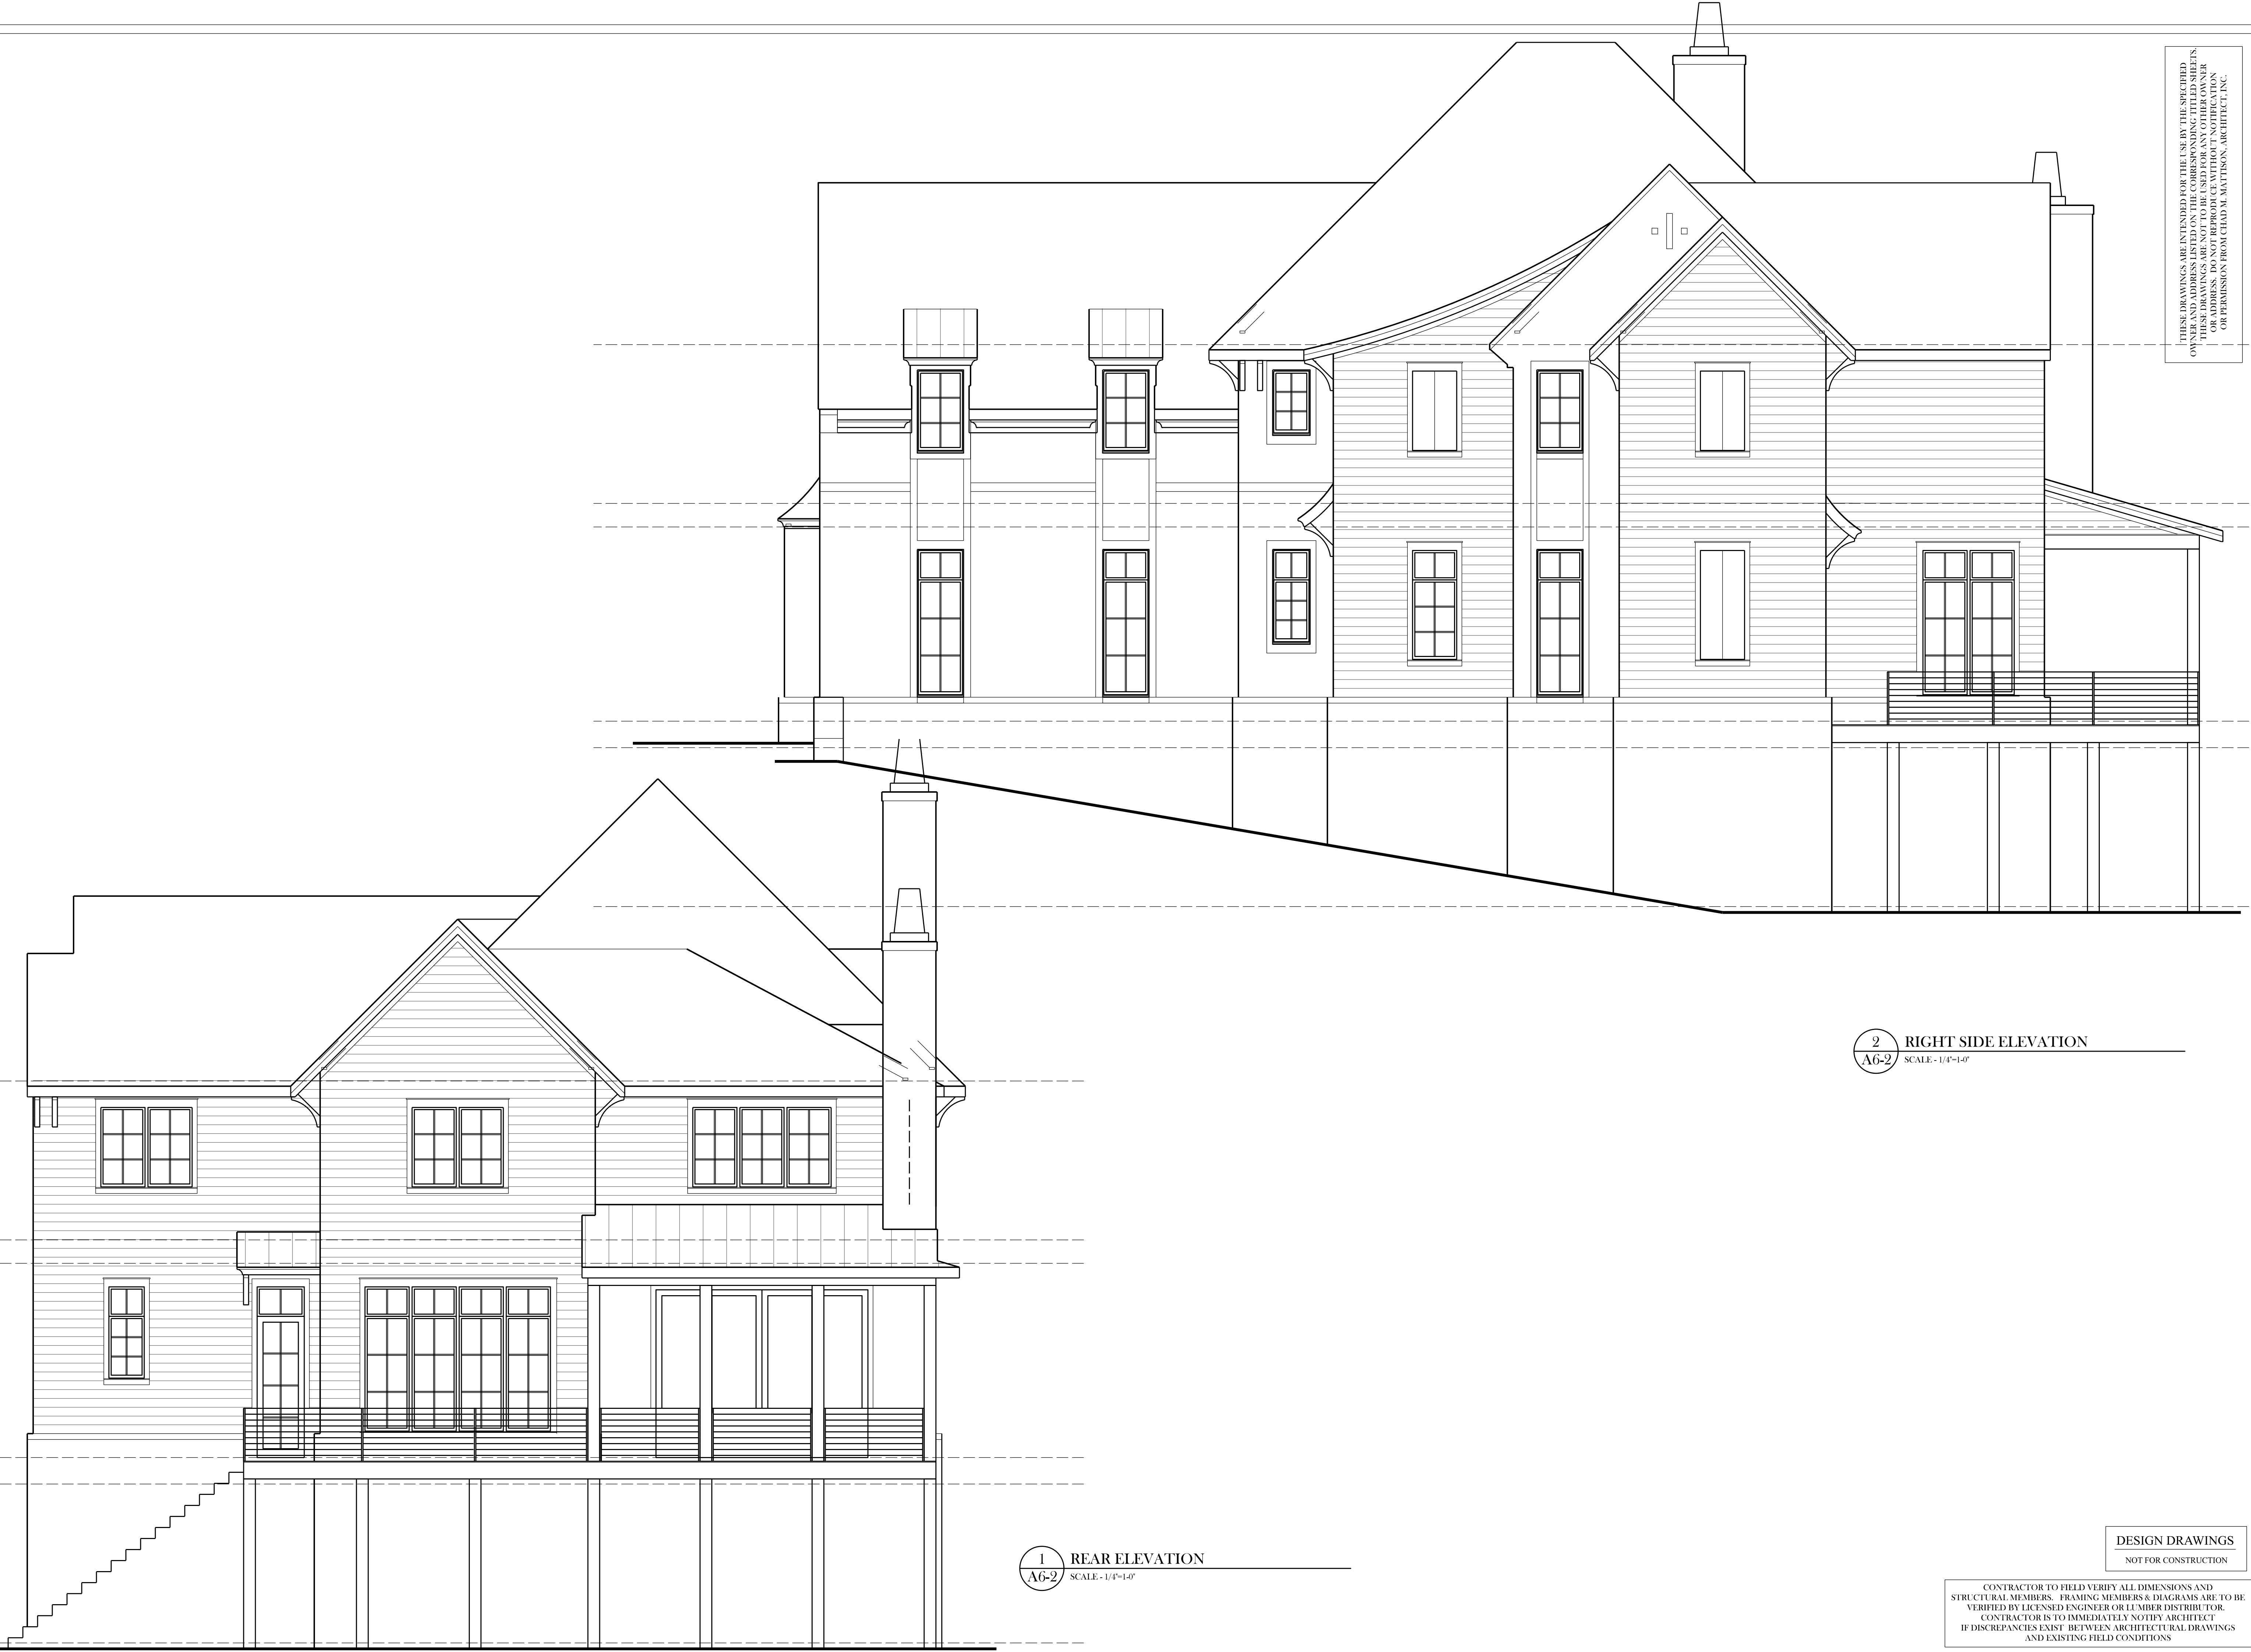 THESE DRAWINGS ARE INTENDED FOR THE USE BY THE SPECIFIED
OWNER AND ADDRESS LISTED ON THE CORRESPONDING TITLED SHEETS.
THESE DRAWINGS ARE NOT TO BE USED FOR ANY OTHER OWNER
OR ADDRESS. DO NOT REPRODUCE WITHOUT NOTIFICATION
OR PERMISSION FROM CHAD M. MATTISON, ARCHITECT, INC.
2
A6-2
RIGHT SIDE ELEVATION
SCALE - 1/4"=1-0"
1
A6-2
REAR ELEVATION
SCALE - 1/4"=1-0"
DESIGN DRAWINGS
NOT FOR CONSTRUCTION
CONTRACTOR TO FIELD VERIFY ALL DIMENSIONS AND
STRUCTURAL MEMBERS. FRAMING MEMBERS & DIAGRAMS ARE TO BE
VERIFIED BY LICENSED ENGINEER OR LUMBER DISTRIBUTOR.
CONTRACTOR IS TO IMMEDIATELY NOTIFY ARCHITECT
IF DISCREPANCIES EXIST BETWEEN ARCHITECTURAL DRAWINGS
AND EXISTING FIELD CONDITIONS